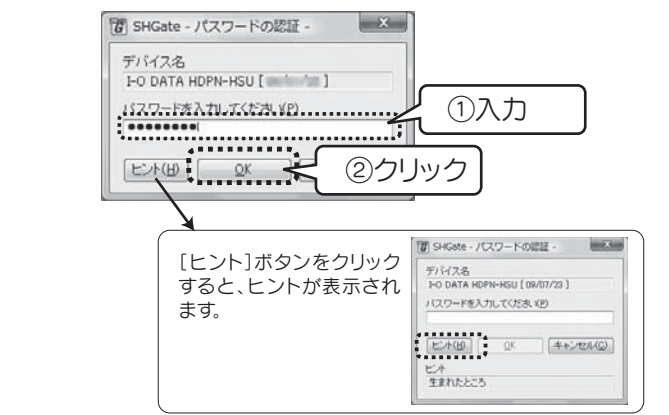 SHGate - パスワードの認証 -
デバイス名
I-O DATA HDPN-HSU [ ]
パスワードを入力してください(P)
①入力
ヒント(H)
OK
②クリック
[ヒント]ボタンをクリック
すると、ヒントが表示され
ます。
SHGate - パスワードの認証 -
デバイス名
I-O DATA HDPN-HSU [ 09/07/23 ]
パスワードを入力してください(P)
ヒント(H) OK キャンセル(C)
ヒント
生まれたところ